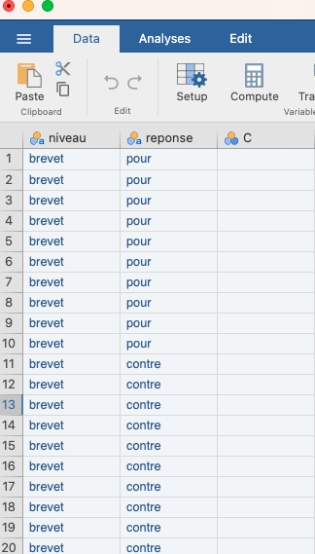 Data Analyses Edit
Paste Setup Compute Tra
Clipboard Edit Variable
niveau reponse C
1 brevet pour
2 brevet pour
3 brevet pour
4 brevet pour
5 brevet pour
6 brevet pour
7 brevet pour
8 brevet pour
9 brevet pour
10 brevet pour
11 brevet contre
12 brevet contre
13 brevet contre
14 brevet contre
15 brevet contre
16 brevet contre
17 brevet contre
18 brevet contre
19 brevet contre
20 brevet contre